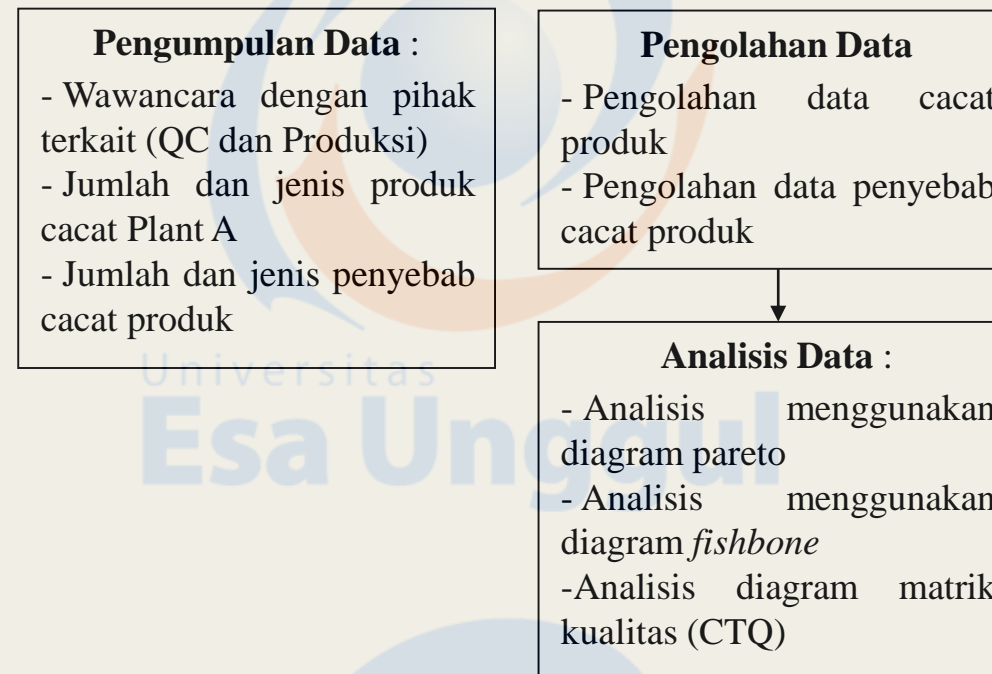 Pengumpulan Data :
- Wawancara dengan pihak
terkait (QC dan Produksi)
- Jumlah dan jenis produk
cacat Plant A
- Jumlah dan jenis penyebab
cacat produk
Pengolahan Data
- Pengolahan data cacat
produk
- Pengolahan data penyebab
cacat produk
Analisis Data :
- Analisis menggunakan
diagram pareto
- Analisis menggunakan
diagram fishbone
-Analisis diagram matrik
kualitas (CTQ)
Universitas
Esa Unggul